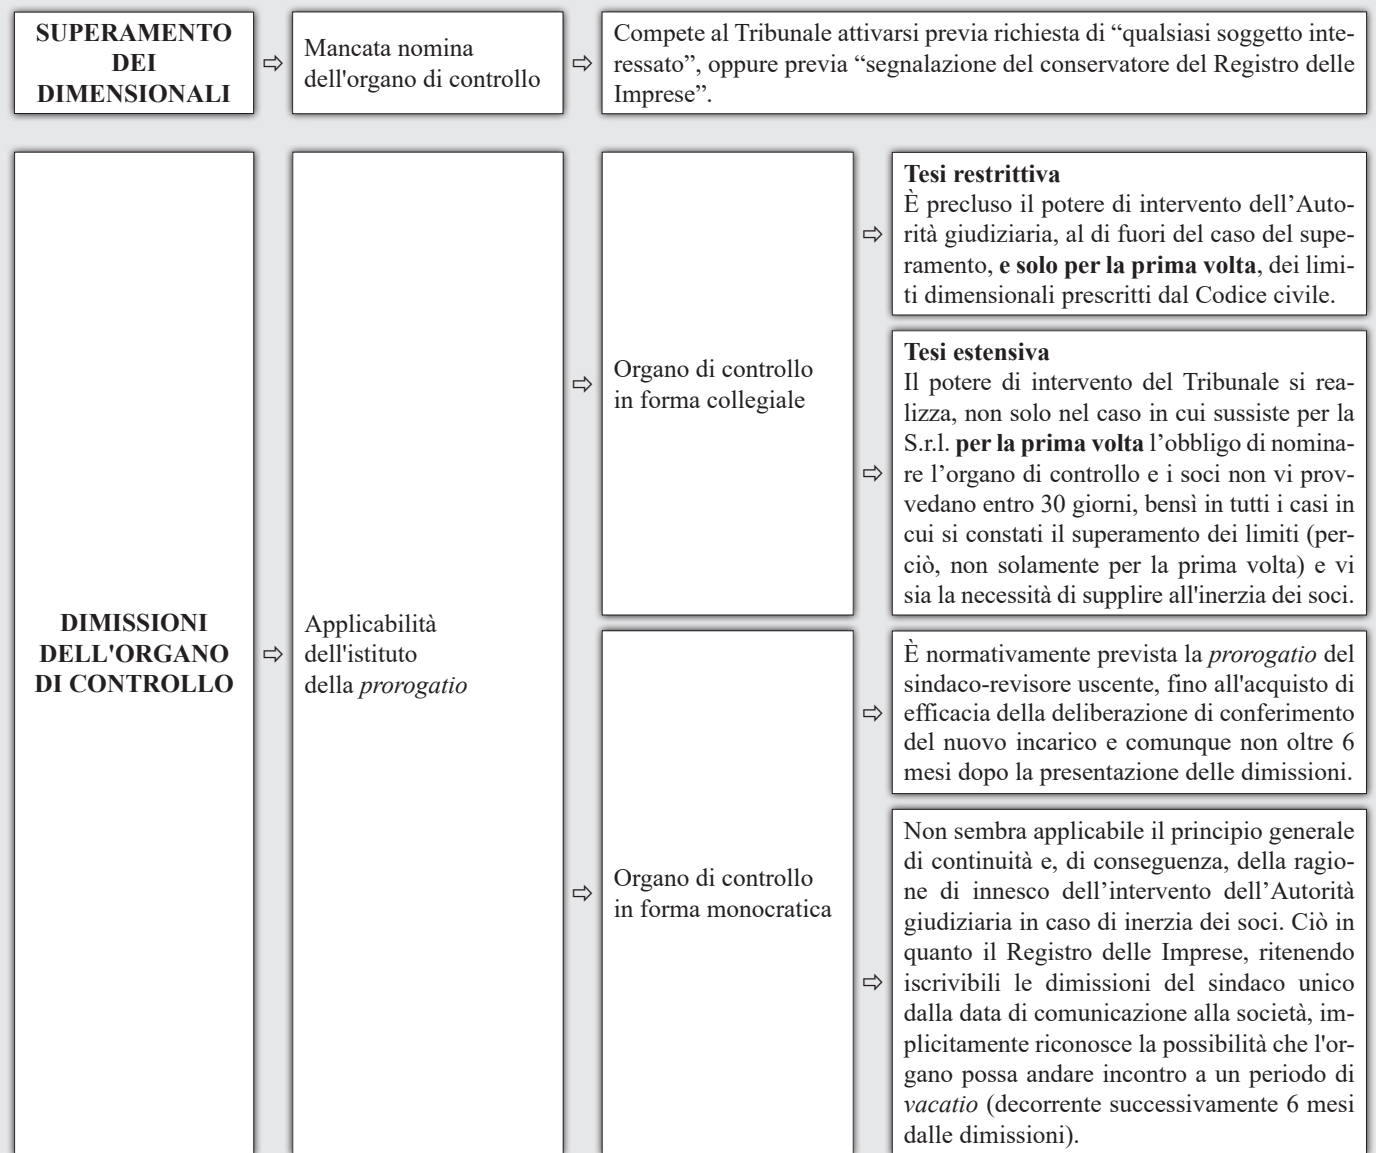 SUPERAMENTO
DEI
DIMENSIONALI
⇨
Mancata nomina
dell'organo di controllo
⇨
Compete al Tribunale attivarsi previa richiesta di “qualsiasi soggetto inte-
ressato”, oppure previa “segnalazione del conservatore del Registro delle
Imprese”.
DIMISSIONI
DELL'ORGANO
DI CONTROLLO
⇨
Applicabilità
dell'istituto
della prorogatio
⇨
Organo di controllo
in forma collegiale
⇨
Tesi restrittiva
È precluso il potere di intervento dell’Auto-
rità giudiziaria, al di fuori del caso del supe-
ramento, e solo per la prima volta, dei limi-
ti dimensionali prescritti dal Codice civile.
⇨
Tesi estensiva
Il potere di intervento del Tribunale si rea-
lizza, non solo nel caso in cui sussiste per la
S.r.l. per la prima volta l’obbligo di nomina-
re l’organo di controllo e i soci non vi prov-
vedano entro 30 giorni, bensì in tutti i casi in
cui si constati il superamento dei limiti (per-
ciò, non solamente per la prima volta) e vi
sia la necessità di supplire all'inerzia dei soci.
⇨
Organo di controllo
in forma monocratica
⇨
È normativamente prevista la prorogatio del
sindaco-revisore uscente, fino all'acquisto di
efficacia della deliberazione di conferimento
del nuovo incarico e comunque non oltre 6
mesi dopo la presentazione delle dimissioni.
⇨
Non sembra applicabile il principio generale
di continuità e, di conseguenza, della ragio-
ne di innesco dell’intervento dell’Autorità
giudiziaria in caso di inerzia dei soci. Ciò in
quanto il Registro delle Imprese, ritenendo
iscrivibili le dimissioni del sindaco unico
dalla data di comunicazione alla società, im-
plicitamente riconosce la possibilità che l'or-
gano possa andare incontro a un periodo di
vacatio (decorrente successivamente 6 mesi
dalle dimissioni).